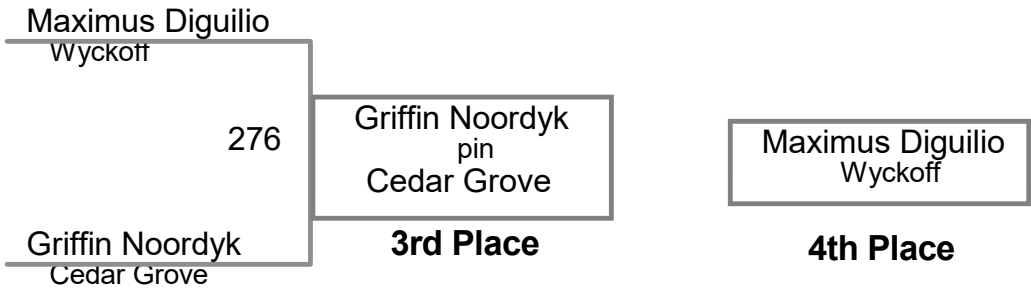 Maximus Diguilio
Wyckoff
276
Griffin Noordyk
Cedar Grove
Griffin Noordyk
pin
Cedar Grove
3rd Place
Maximus Diguilio
Wyckoff
4th Place